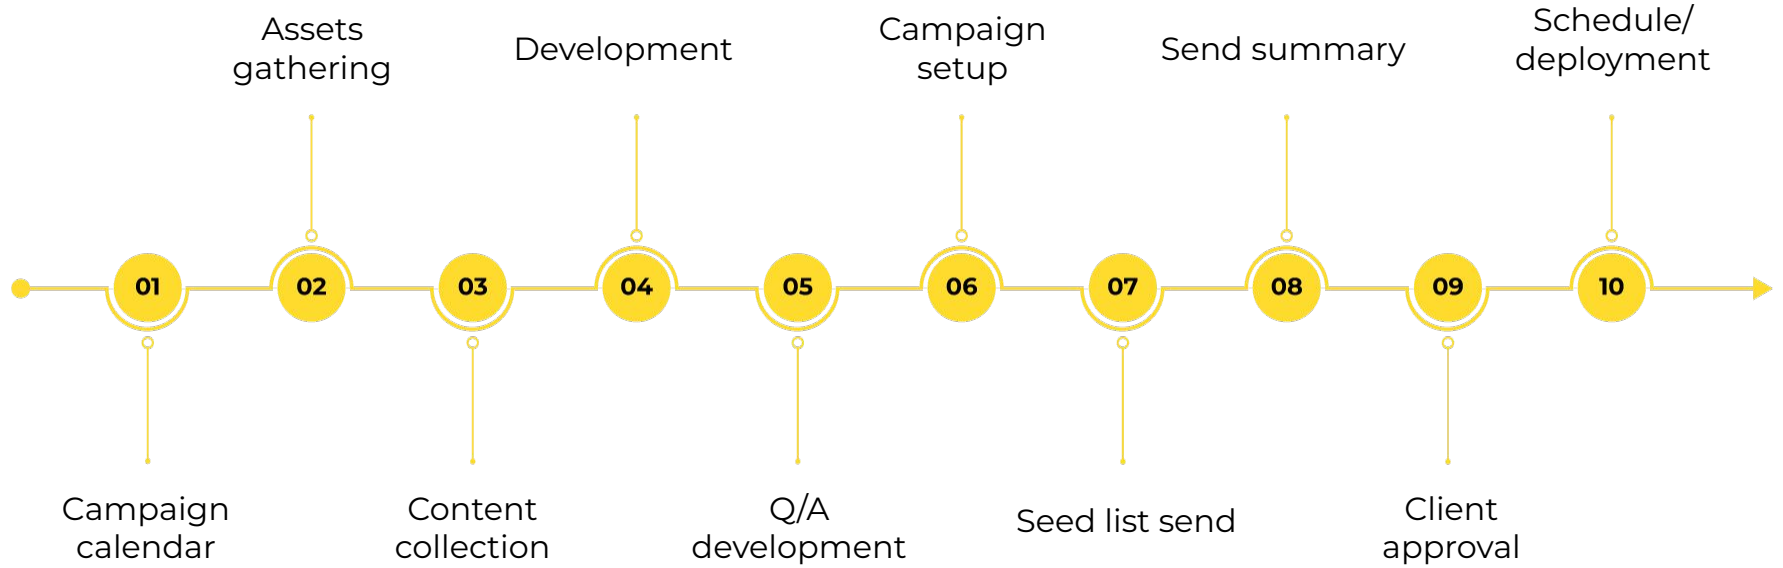 Assets
gathering
Development
Campaign
setup
Send summary
Schedule/
deployment
01
02
03
04
05
06
07
08
09
10
Campaign
calendar
Content
collection
Q/A
development
Seed list send
Client
approval